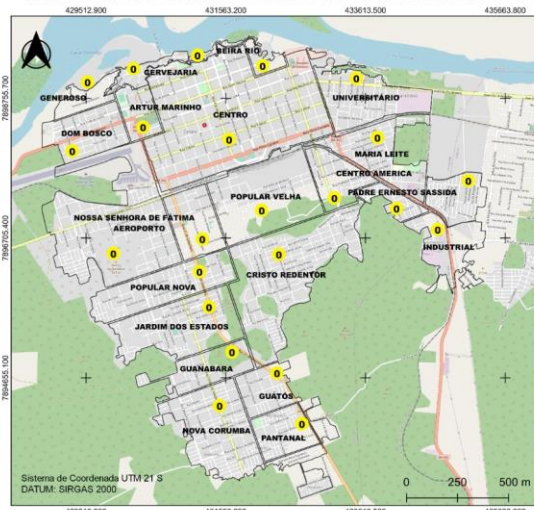 429512.900 431563.200 433613.500 435663.800
7898755.700
7896705.400
7894655.100
BEIRA RIO
0
0
0
CERVEJARIA
0
0
GENEROSO
0
UNIVERSITÁRIO
ARTUR MARINHO
CENTRO
0
DOM BOSCO
0
0
0
MARIA LEITE
CENTRO AMERICA
0
PADRE ERNESTO SASSIDA
POPULAR VELHA
0
0
0
NOSSA SENHORA DE FÁTIMA
AEROPORTO
0
INDUSTRIAL
0
0
0
CRISTO REDENTOR
POPULAR NOVA
0
JARDIM DOS ESTADOS
0
GUANABARA
0
GUATÓS
0
NOVA CORUMBA
0
PANTANAL
Sistema de Coordenada UTM 21 S
DATUM: SIRGAS 2000
0 250 500 m